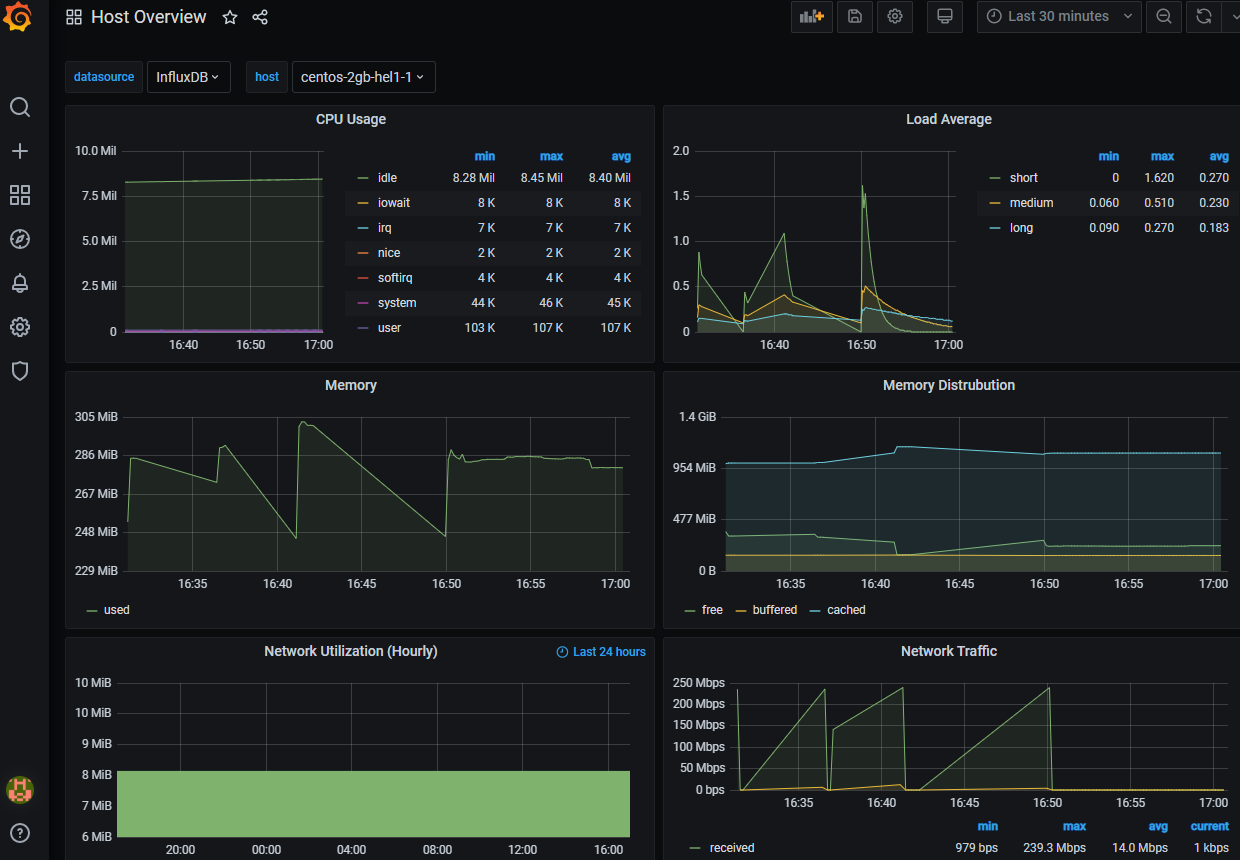 Host Overview
Last 30 minutes
datasource InfluxDB host centos-2gb-hel1-1
CPU Usage
10.0 Mil
7.5 Mil
5.0 Mil
2.5 Mil
0
16:40 16:50 17:00
min max avg
idle 8.28 Mil 8.45 Mil 8.40 Mil
iowait 8 K 8 K 8 K
irq 7 K 7 K 7 K
nice 2 K 2 K 2 K
softirq 4 K 4 K 4 K
system 44 K 46 K 45 K
user 103 K 107 K 107 K
Load Average
2.0
1.5
1.0
0.5
0
16:40 16:50 17:00
min max avg
short 0 1.620 0.270
medium 0.060 0.510 0.230
long 0.090 0.270 0.183
Memory
305 MiB
286 MiB
267 MiB
248 MiB
229 MiB
16:35 16:40 16:45 16:50 16:55 17:00
used
Memory Distrubution
1.4 GiB
954 MiB
477 MiB
0 B
16:35 16:40 16:45 16:50 16:55 17:00
free buffered cached
Network Utilization (Hourly)
Last 24 hours
10 MiB
10 MiB
9 MiB
8 MiB
7 MiB
6 MiB
20:00 00:00 04:00 08:00 12:00 16:00
Network Traffic
250 Mbps
200 Mbps
150 Mbps
100 Mbps
50 Mbps
0 bps
16:35 16:40 16:45 16:50 16:55 17:00
min max avg current
received 979 bps 239.3 Mbps 14.0 Mbps 1 kbps